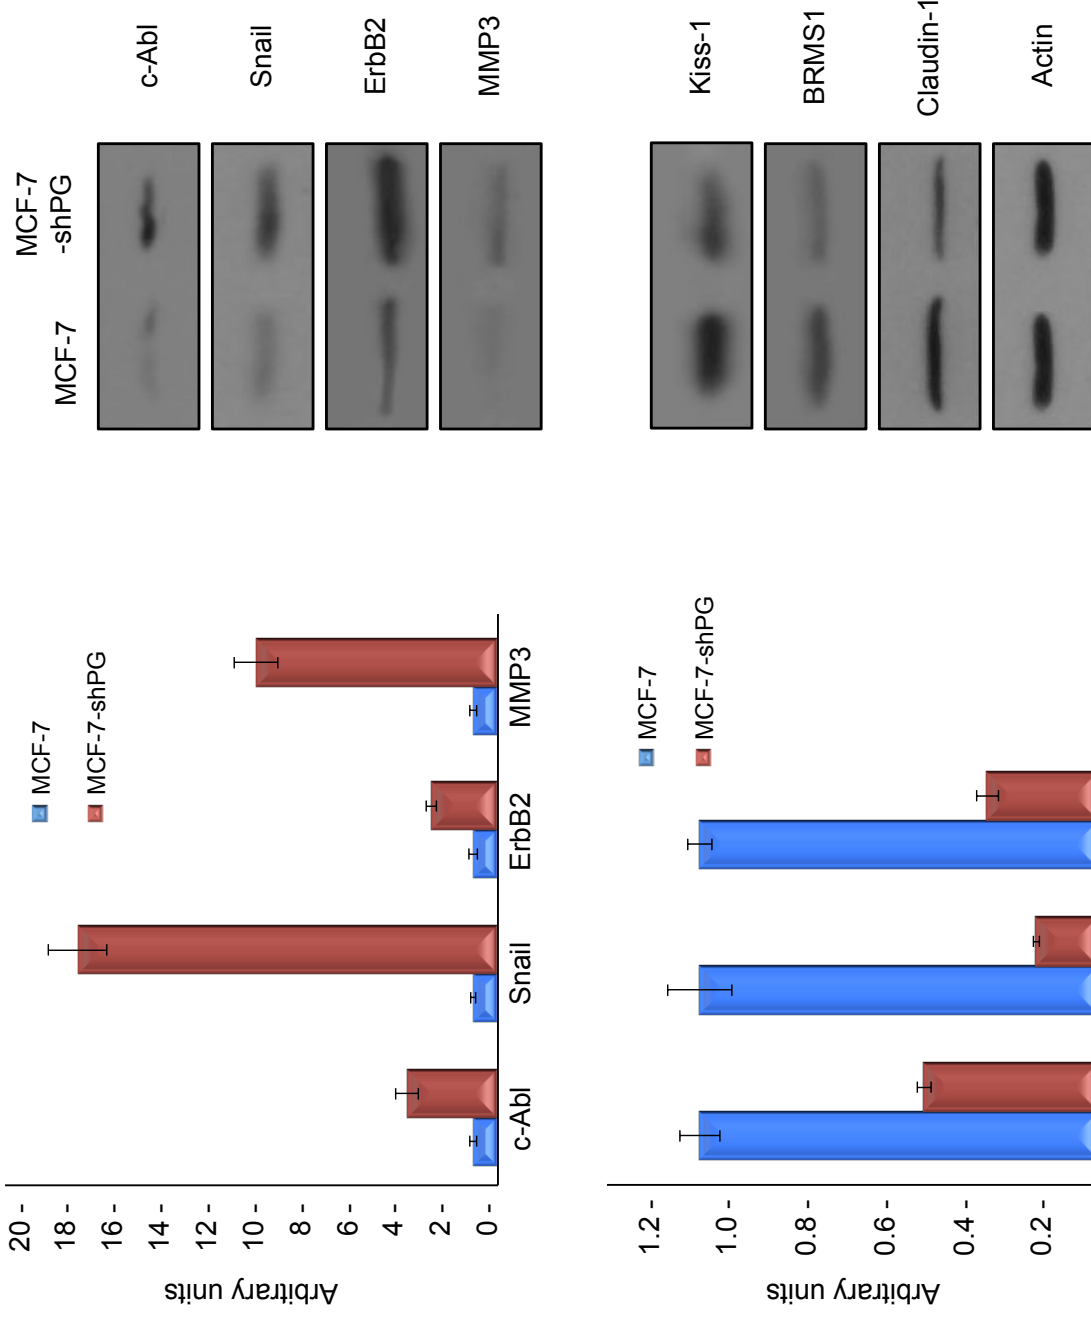 20
18
16
14
12
10
8
6
4
2
0
Arbitrary units
MCF-7
MCF-7-shPG
c-Abl
Snail
ErbB2
MMP3
MCF-7
MCF-7
-shPG
c-Abl
Snail
ErbB2
MMP3
1.2
1.0
0.8
0.6
0.4
0.2
Arbitrary units
MCF-7
MCF-7-shPG
Kiss-1
BRMS1
Claudin-1
Actin